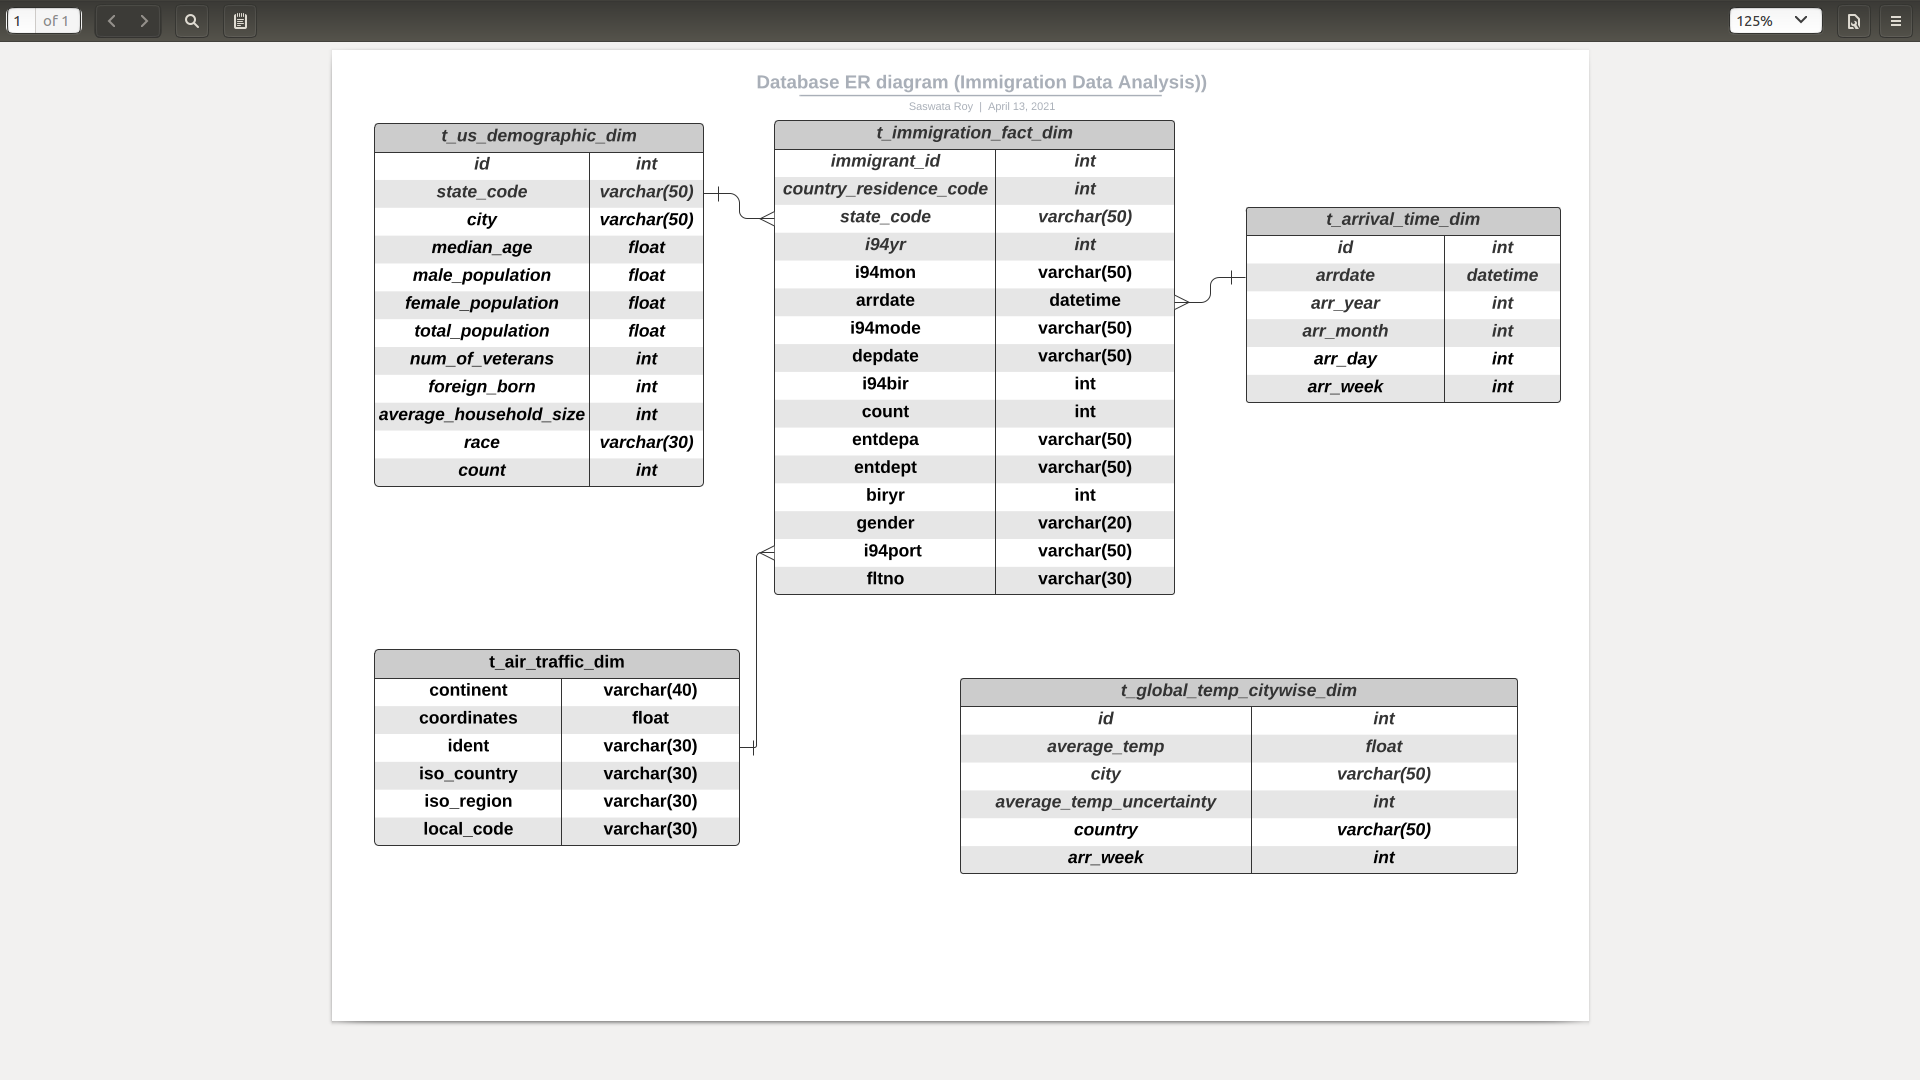 1 of 1
125%
Database ER diagram (Immigration Data Analysis))
Saswata Roy | April 13, 2021
t_us_demographic_dim
id int
state_code varchar(50)
city varchar(50)
median_age float
male_population float
female_population float
total_population float
num_of_veterans int
foreign_born int
average_household_size int
race varchar(30)
count int
t_immigration_fact_dim
immigrant_id int
country_residence_code int
state_code varchar(50)
i94yr int
i94mon varchar(50)
arrdate datetime
i94mode varchar(50)
depdate varchar(50)
i94bir int
count int
entdepa varchar(50)
entdept varchar(50)
biryr int
gender varchar(20)
i94port varchar(50)
fltno varchar(30)
t_arrival_time_dim
id int
arrdate datetime
arr_year int
arr_month int
arr_day int
arr_week int
t_air_traffic_dim
continent varchar(40)
coordinates float
ident varchar(30)
iso_country varchar(30)
iso_region varchar(30)
local_code varchar(30)
t_global_temp_citywise_dim
id int
average_temp float
city varchar(50)
average_temp_uncertainty int
country varchar(50)
arr_week int